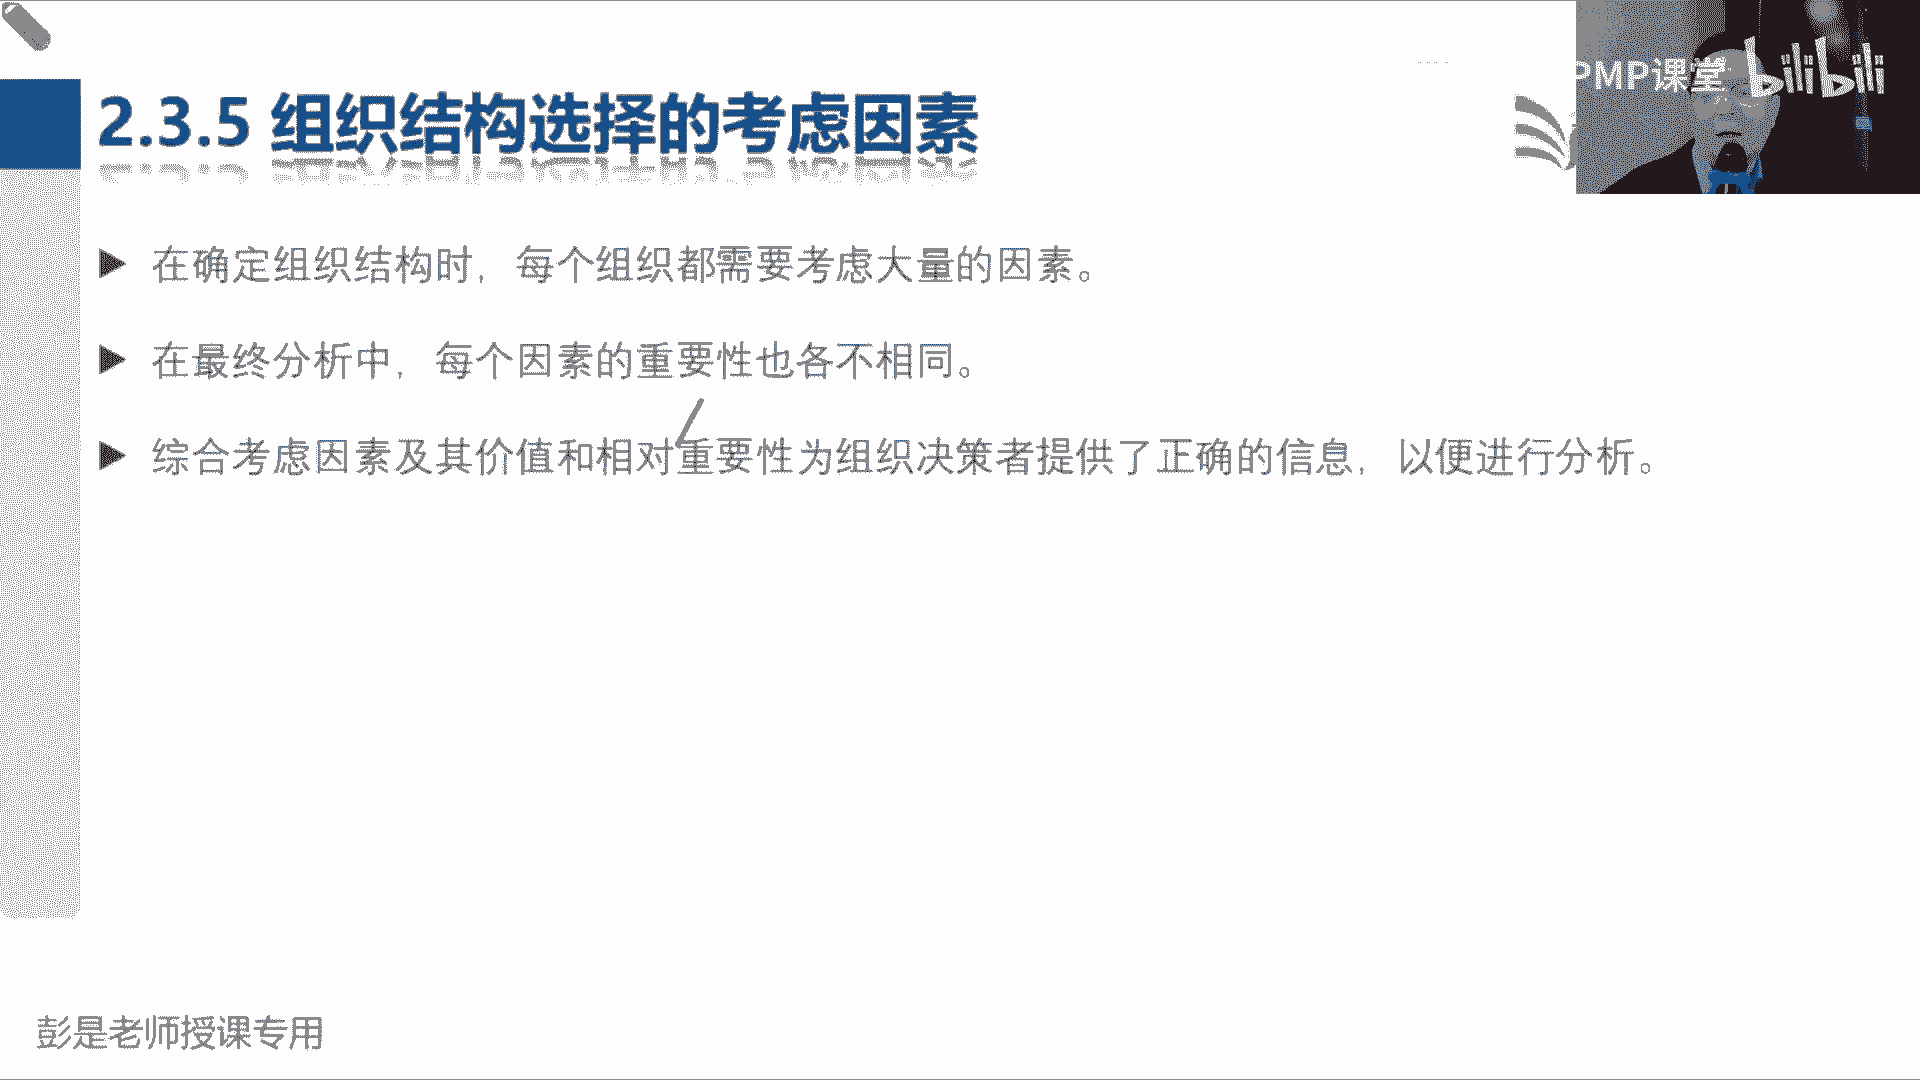 PMP课堂 bilibili
2.3.5 组织结构选择的考虑因素
在确定组织结构时，每个组织都需要考虑大量的因素。
在最终分析中，每个因素的重要性也各不相同。
综合考虑因素及其价值和相对重要性为组织决策者提供了正确的信息，以便进行分析。
彭是老师授课专用